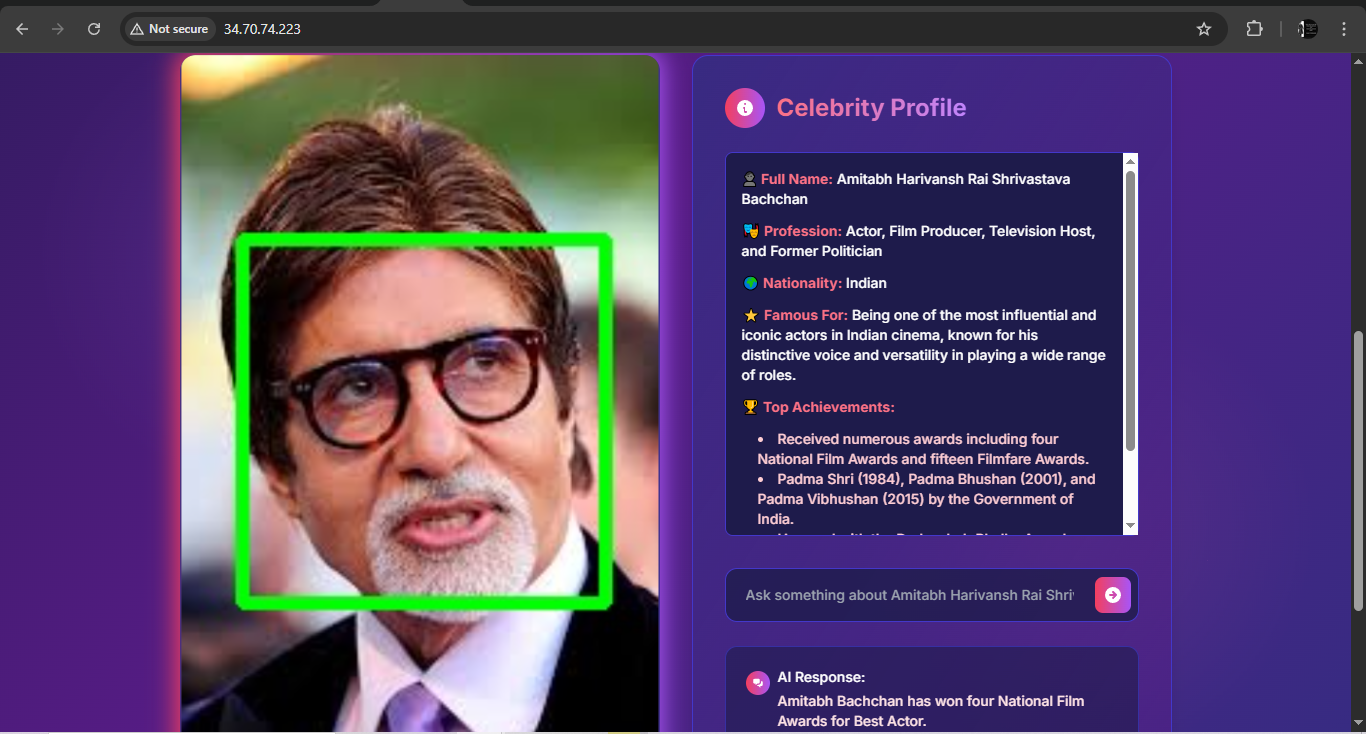 Not secure
34.70.74.223
Celebrity Profile
Full Name: Amitabh Harivansh Rai Shrivastava
Bachchan
Profession: Actor, Film Producer, Television Host,
and Former Politician
Nationality: Indian
Famous For: Being one of the most influential and
iconic actors in Indian cinema, known for his
distinctive voice and versatility in playing a wide range
of roles.
Top Achievements:
• Received numerous awards including four
National Film Awards and fifteen Filmfare Awards.
• Padma Shri (1984), Padma Bhushan (2001), and
Padma Vibhushan (2015) by the Government of
India.
Ask something about Amitabh Harivansh Rai Shri
AI Response:
Amitabh Bachchan has won four National Film
Awards for Best Actor.